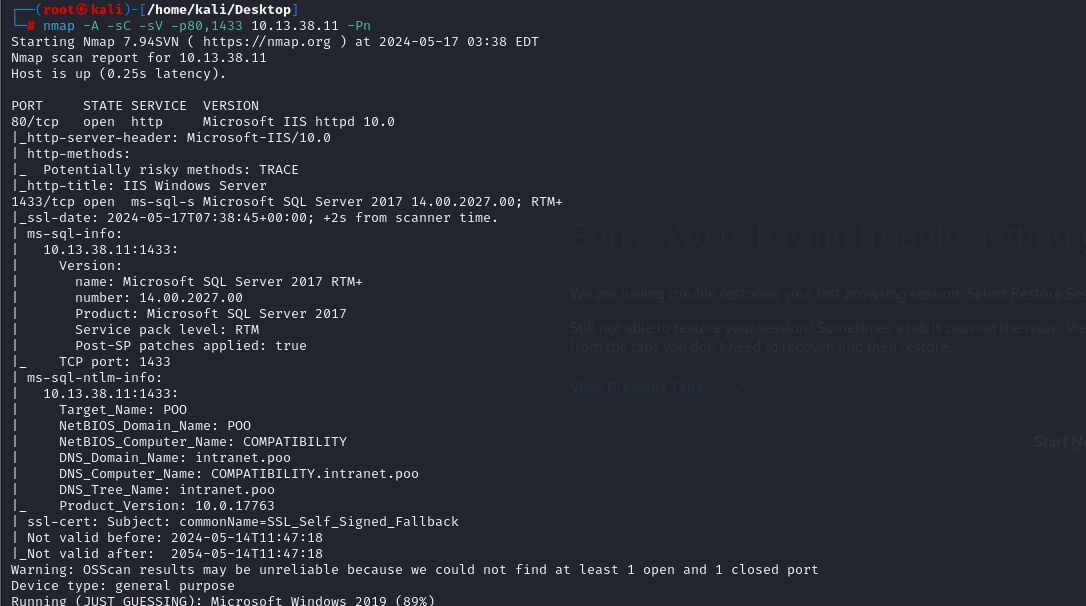 ┌──(root㉿kali)-[/home/kali/Desktop]
└─# nmap -A -sC -sV -p80,1433 10.13.38.11 -Pn
Starting Nmap 7.94SVN ( https://nmap.org ) at 2024-05-17 03:38 EDT
Nmap scan report for 10.13.38.11
Host is up (0.25s latency).

PORT     STATE SERVICE  VERSION
80/tcp   open  http     Microsoft IIS httpd 10.0
|_http-server-header: Microsoft-IIS/10.0
| http-methods:
|_  Potentially risky methods: TRACE
|_http-title: IIS Windows Server
1433/tcp open  ms-sql-s Microsoft SQL Server 2017 14.00.2027.00; RTM+
|_ssl-date: 2024-05-17T07:38:45+00:00; +2s from scanner time.
| ms-sql-info:
|   10.13.38.11:1433:
|     Version:
|       name: Microsoft SQL Server 2017 RTM+
|       number: 14.00.2027.00
|       Product: Microsoft SQL Server 2017
|       Service pack level: RTM
|       Post-SP patches applied: true
|_    TCP port: 1433
| ms-sql-ntlm-info:
|   10.13.38.11:1433:
|     Target_Name: POO
|     NetBIOS_Domain_Name: POO
|     NetBIOS_Computer_Name: COMPATIBILITY
|     DNS_Domain_Name: intranet.poo
|     DNS_Computer_Name: COMPATIBILITY.intranet.poo
|     DNS_Tree_Name: intranet.poo
|_    Product_Version: 10.0.17763
| ssl-cert: Subject: commonName=SSL_Self_Signed_Fallback
| Not valid before: 2024-05-14T11:47:18
|_Not valid after:  2054-05-14T11:47:18
Warning: OSScan results may be unreliable because we could not find at least 1 open and 1 closed port
Device type: general purpose
Running (JUST GUESSING): Microsoft Windows 2019 (89%)
Sorry. We're having trouble getting
We are having trouble restoring your last browsing session. Select Restore Ses
Still not able to restore your session? Sometimes a tab is causing the issue. Vie
from the tabs you don't need to recover, and then restore.
View Previous Tabs
Start Ne